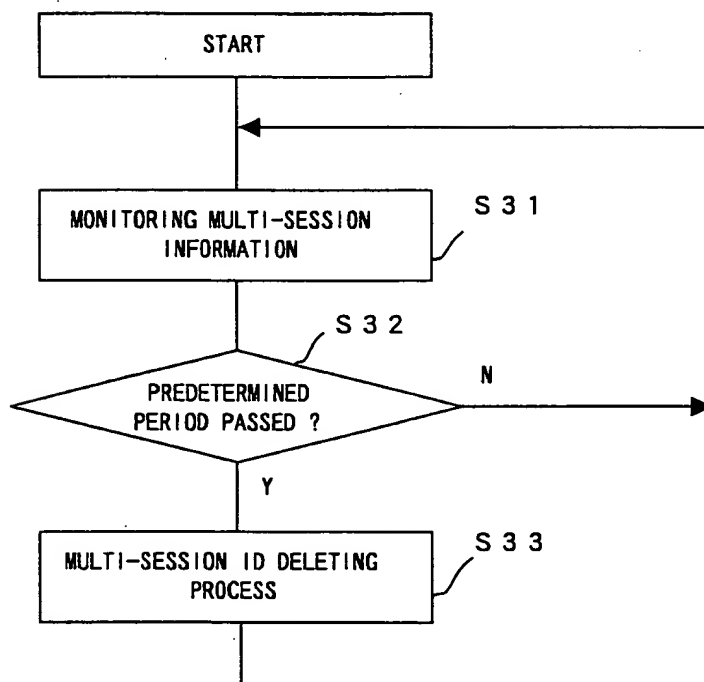 START
MONITORING MULTI-SESSION
INFORMATION
S31
S32
PREDETERMINED
PERIOD PASSED ?
N
Y
MULTI-SESSION ID DELETING
PROCESS
S33